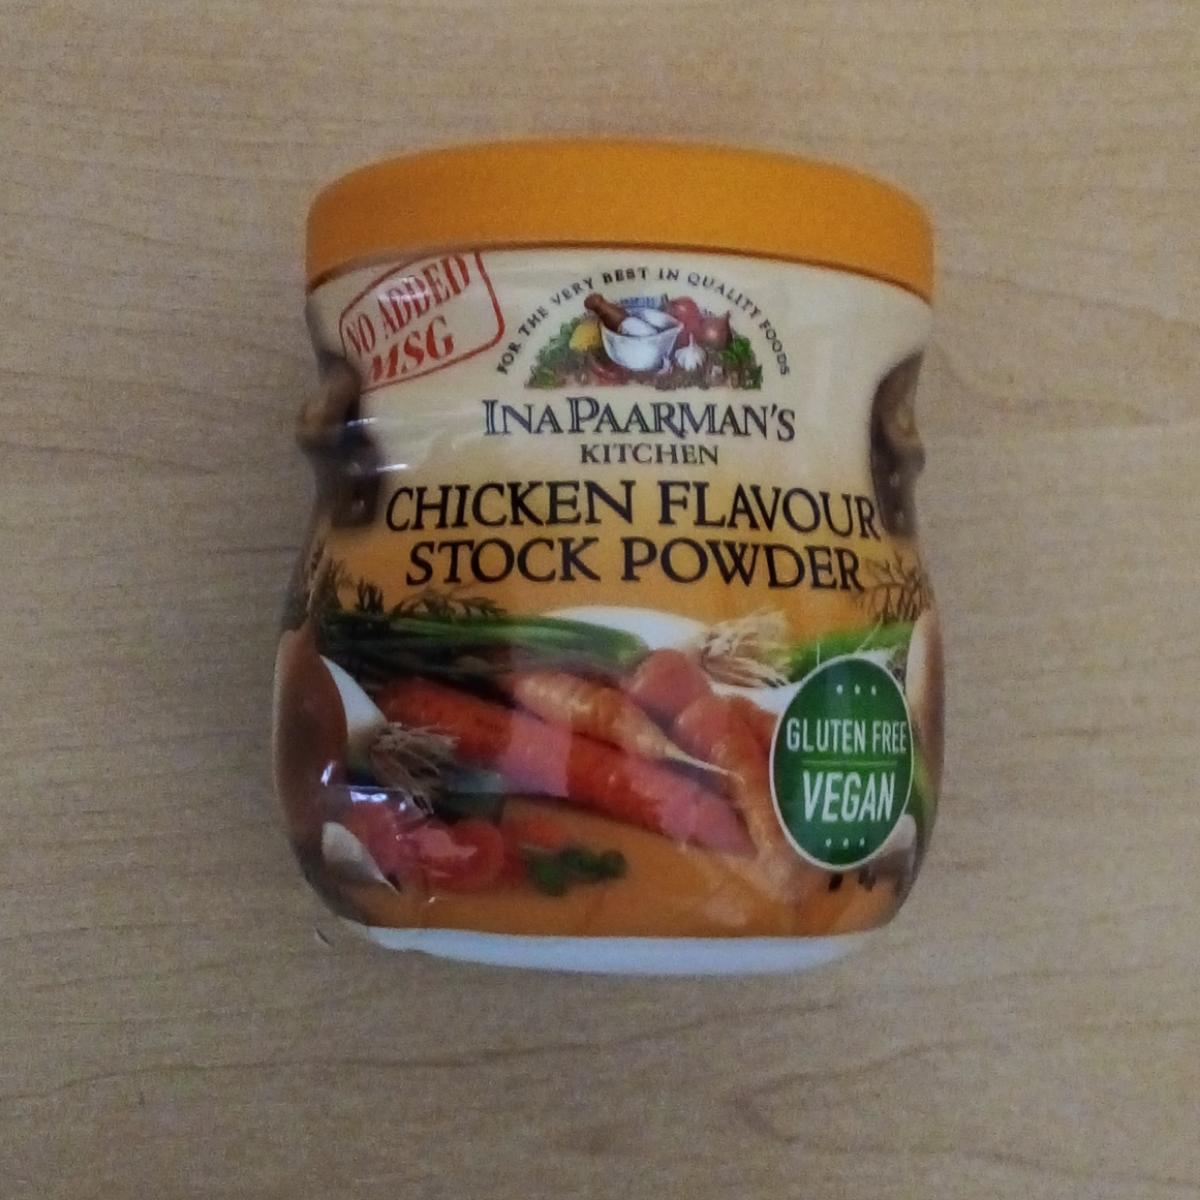 NO ADDED
MSG
FOR THE VERY BEST IN QUALITY FOODS
INA PAARMAN'S
KITCHEN
CHICKEN FLAVOUR
STOCK POWDER
GLUTEN FREE
VEGAN